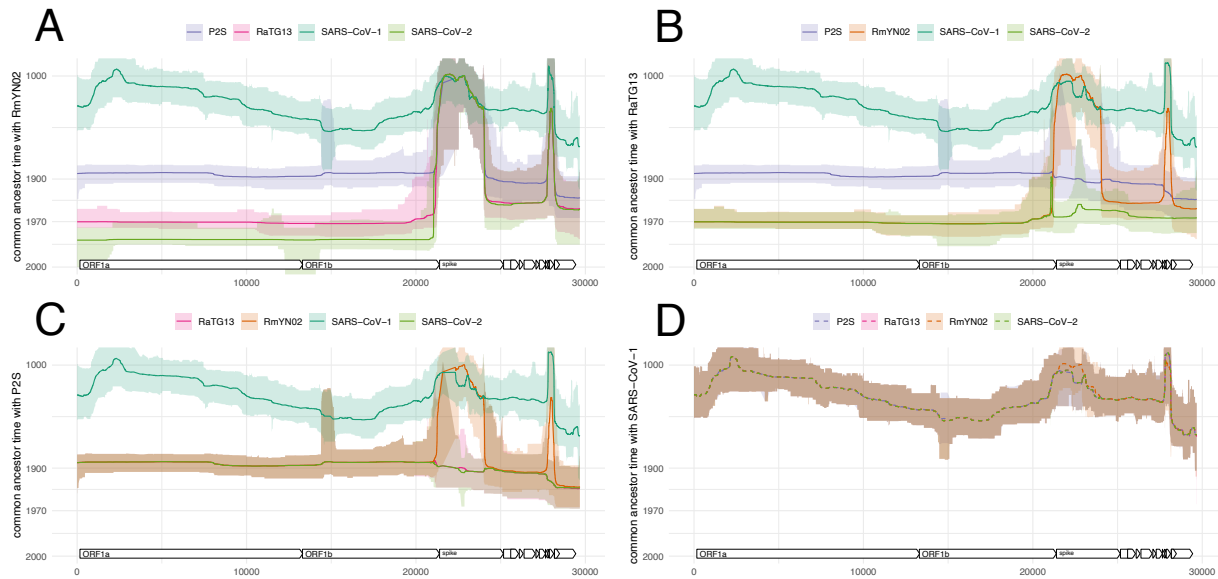 A
P2S RaTG13 SARS−CoV−1 SARS−CoV−2
common ancestor time with RmYN02
1000
1900
1970
2000
ORF1a ORF1b spike
0 10000 20000 30000
B
P2S RmYN02 SARS−CoV−1 SARS−CoV−2
common ancestor time with RaTG13
1000
1900
1970
2000
ORF1a ORF1b spike
0 10000 20000 30000
C
RaTG13 RmYN02 SARS−CoV−1 SARS−CoV−2
common ancestor time with P2S
1000
1900
1970
2000
ORF1a ORF1b spike
0 10000 20000 30000
D
P2S RaTG13 RmYN02 SARS−CoV−2
common ancestor time with SARS−CoV−1
1000
1900
1970
2000
ORF1a ORF1b spike
0 10000 20000 30000